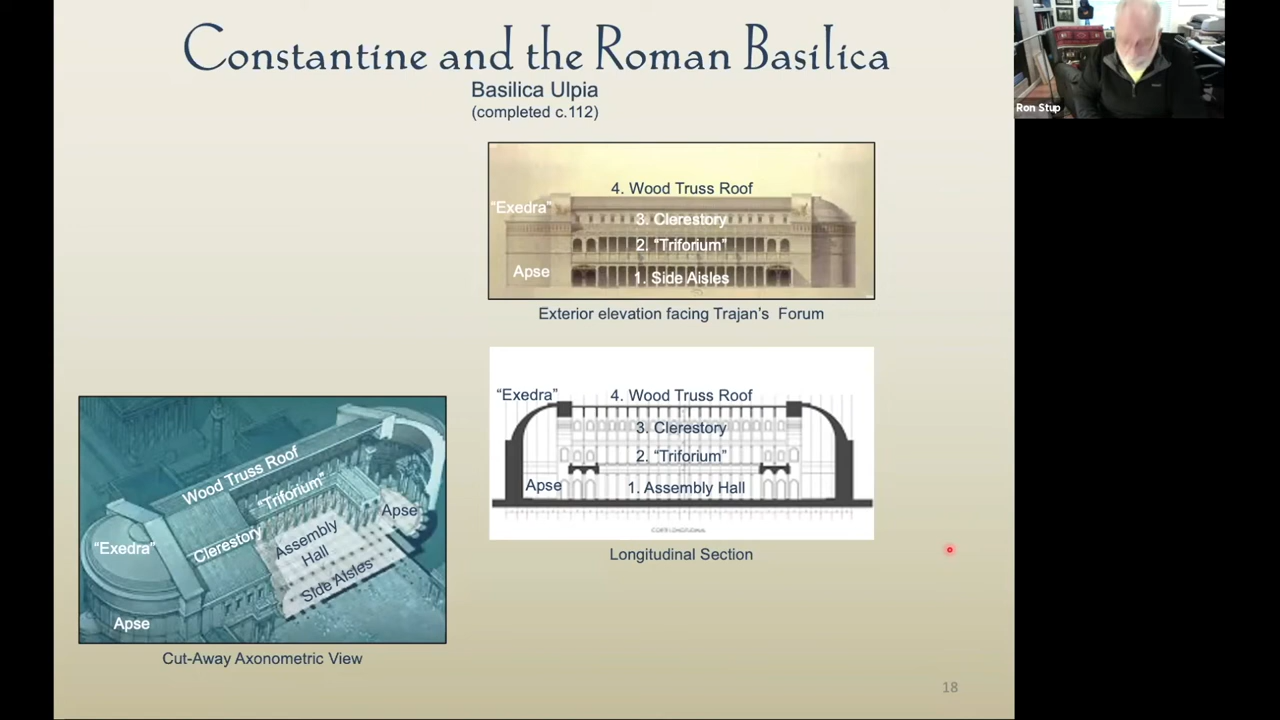 Constantine and the Roman Basilica
Basilica Ulpia
(completed c.112)
4. Wood Truss Roof
"Exedra"
3. Clerestory
2. "Triforium"
Apse
1. Side Aisles
Exterior elevation facing Trajan's Forum
"Exedra"
4. Wood Truss Roof
3. Clerestory
2. "Triforium"
Apse
1. Assembly Hall
Longitudinal Section
Wood Truss Roof
"Triforium"
Apse
"Exedra"
Clerestory
Assembly
Hall
Side Aisles
Apse
Cut-Away Axonometric View
18
Ron Stup